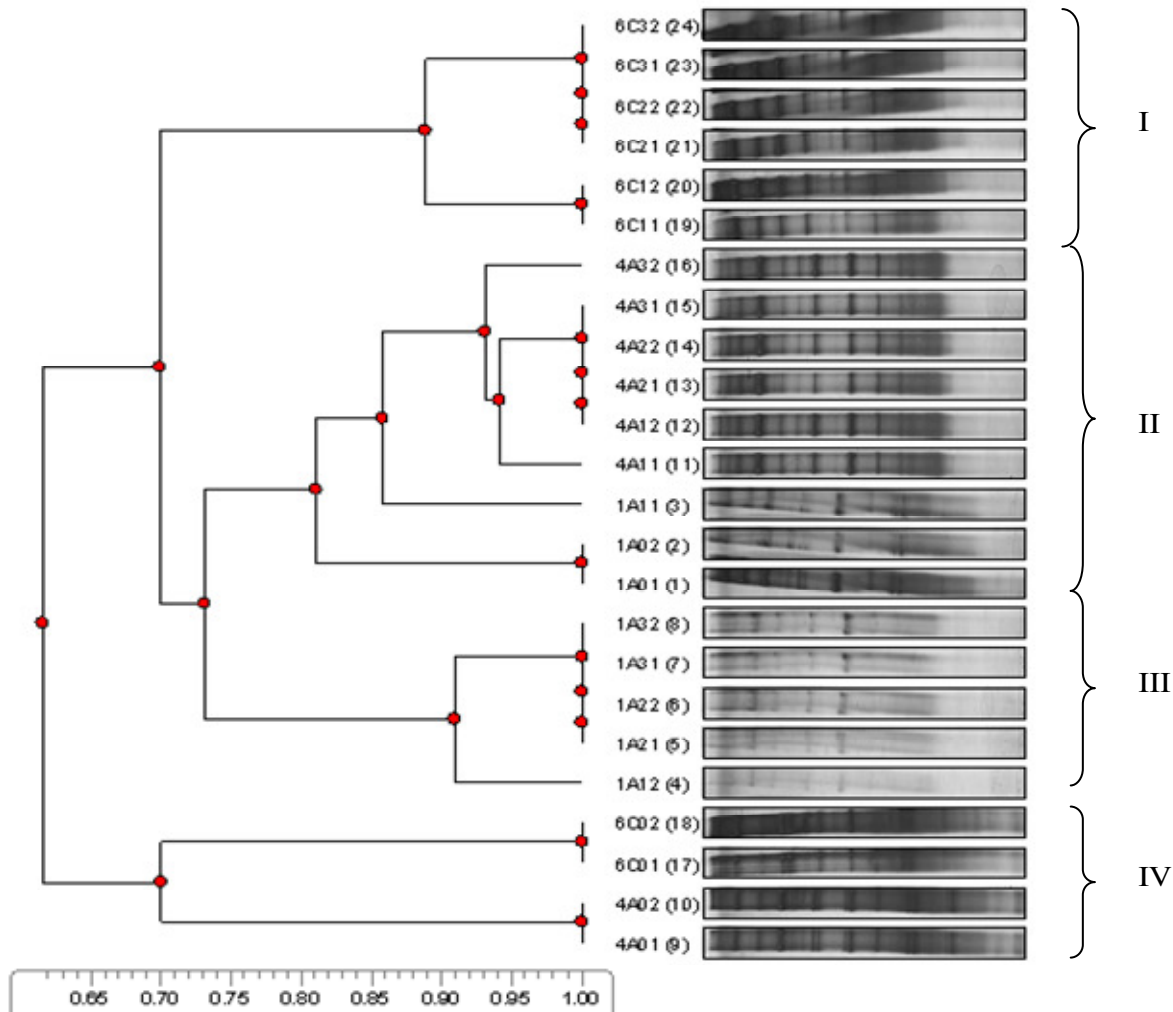 6C32 (24)
6C31 (23)
6C22 (22)
6C21 (21)
6C12 (20)
6C11 (19)
I
4A32 (16)
4A31 (15)
4A22 (14)
4A21 (13)
4A12 (12)
4A11 (11)
1A11 (3)
1A02 (2)
1A01 (1)
II
1A32 (8)
1A31 (7)
1A22 (6)
1A21 (5)
1A12 (4)
III
6C02 (18)
6C01 (17)
4A02 (10)
4A01 (9)
IV
0.65 0.70 0.75 0.80 0.85 0.90 0.95 1.00